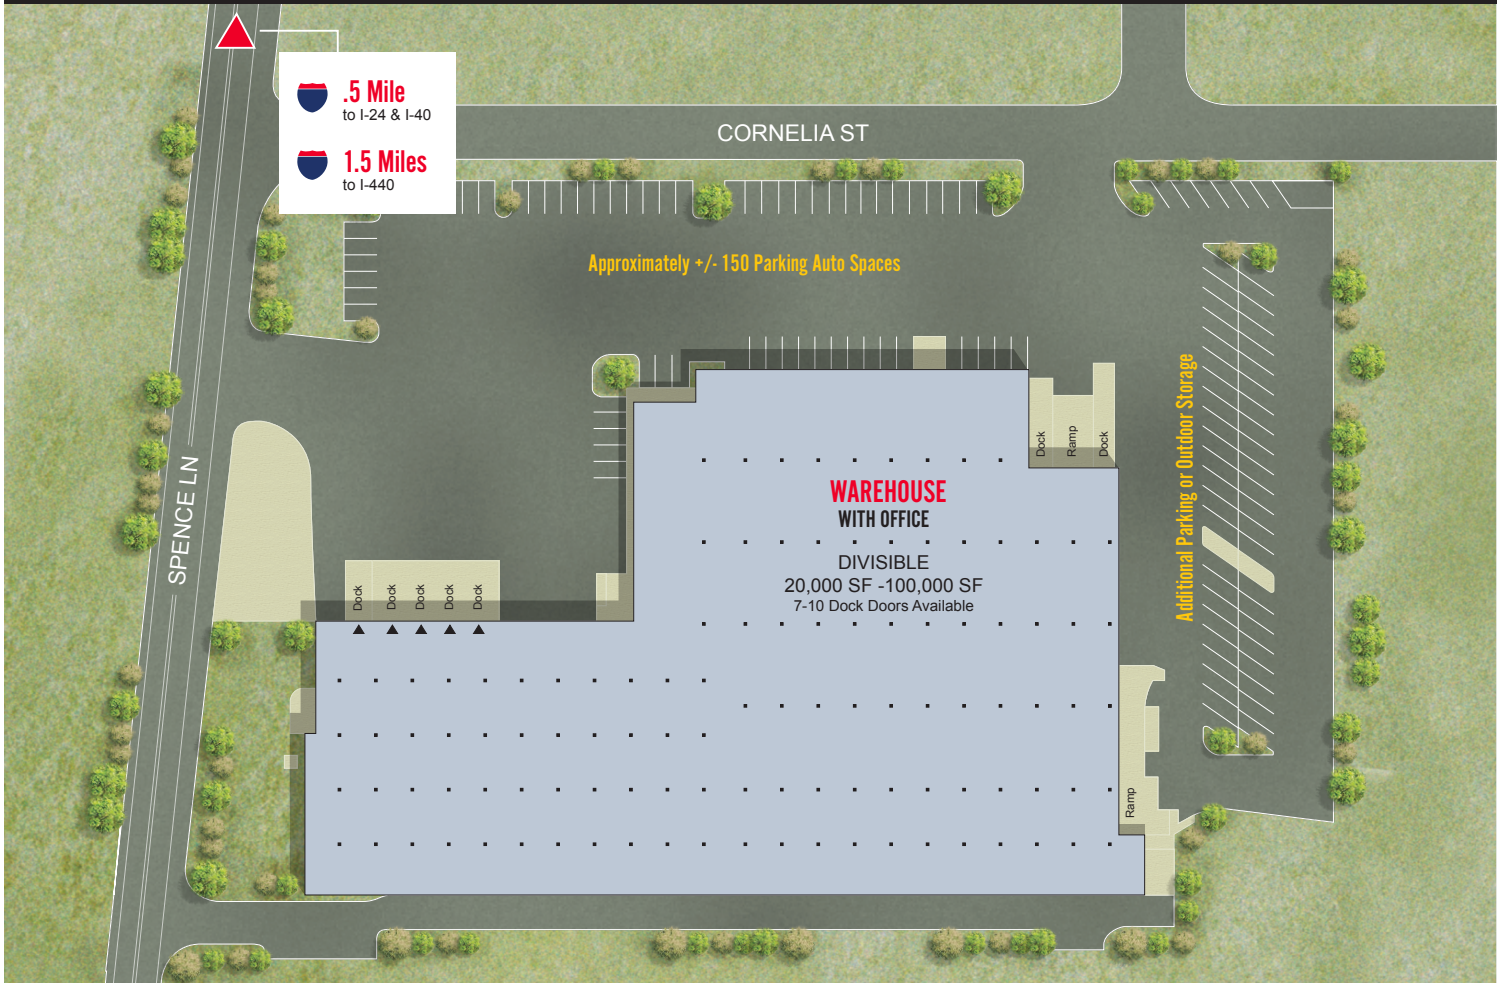 .5 Mile
to I-24 & I-40
1.5 Miles
to I-440
CORNELIA ST
Approximately +/- 150 Parking Auto Spaces
SPENCE LN
Additional Parking or Outdoor Storage
Dock
Ramp
Dock
WAREHOUSE
WITH OFFICE
DIVISIBLE
20,000 SF -100,000 SF
7-10 Dock Doors Available
Dock
Dock
Dock
Dock
Dock
Ramp